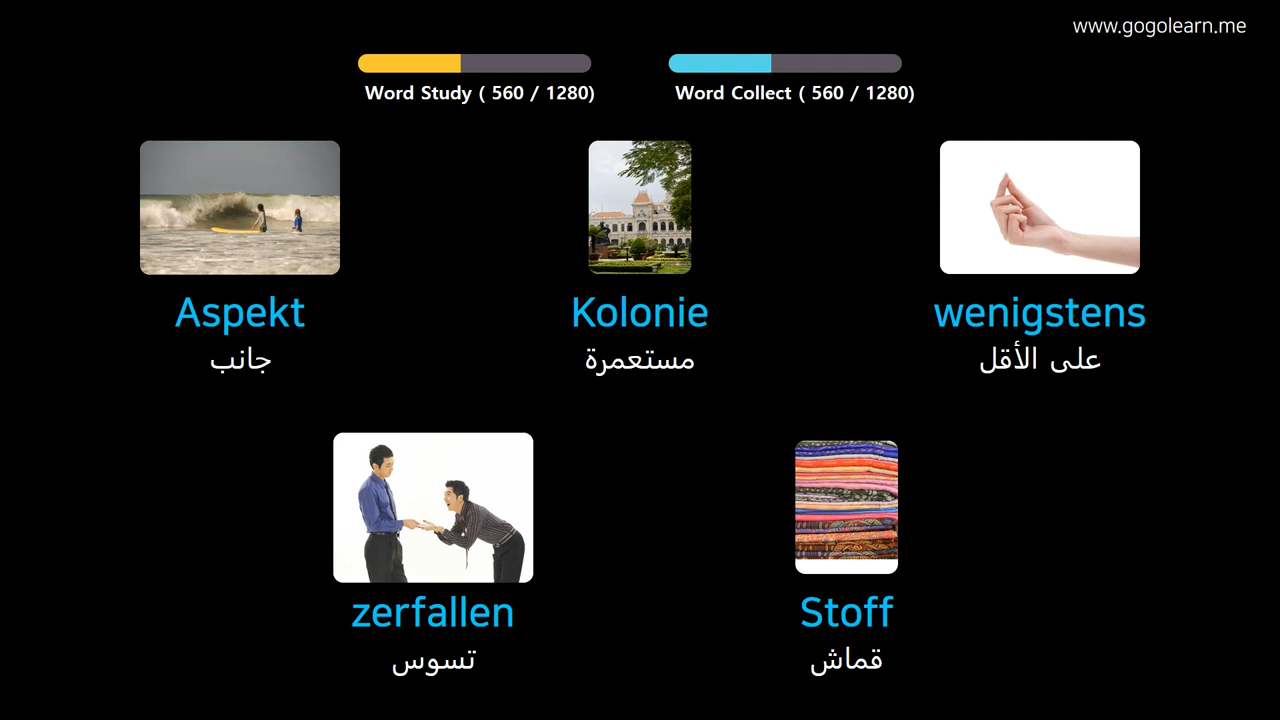 www.gogolearn.me
Word Study ( 560 / 1280)
Word Collect ( 560 / 1280)
Aspekt
جانب
Kolonie
مستعمرة
wenigstens
على الأقل
zerfallen
تسوس
Stoff
قماش